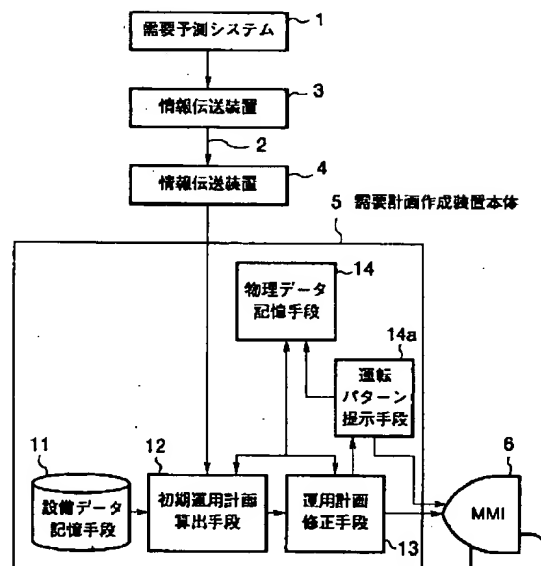 需要予測システム
1
情報伝送装置
3
2
情報伝送装置
4
5 需要計画作成装置本体
物理データ
記憶手段
14
運転
パターン
提示手段
14a
設備データ
記憶手段
11
初期運用計画
算出手段
12
運用計画
修正手段
13
MMI
6